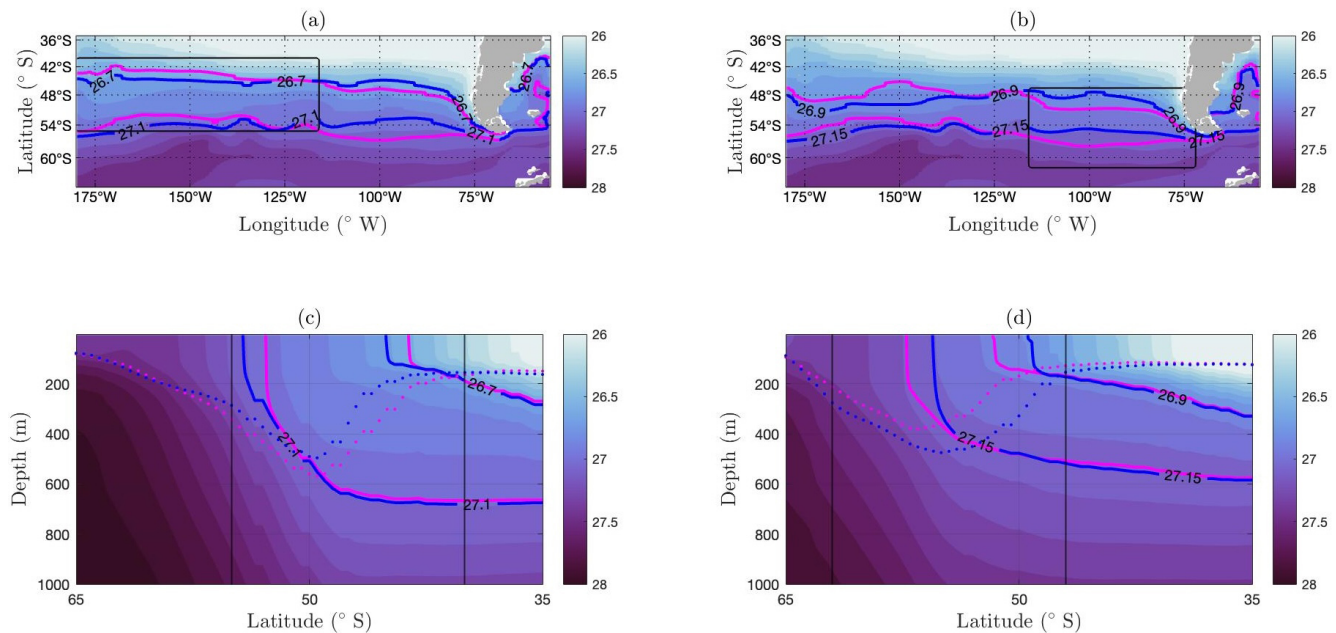 (a)
36°S
42°S
48°S
54°S
60°S
Latitude (° S)
175°W
150°W
125°W
100°W
75°W
Longitude (° W)
26.7
26.7
26.7
26.7
27.1
27.1
27.7
26
26.5
27
27.5
28
(b)
36°S
42°S
48°S
54°S
60°S
Latitude (° S)
175°W
150°W
125°W
100°W
75°W
Longitude (° W)
26.9
26.9
26.9
26.9
27.15
27.15
27.15
26
26.5
27
27.5
28
(c)
200
400
600
800
1000
Depth (m)
65
50
35
Latitude (° S)
26.7
27.1
27.1
26
26.5
27
27.5
28
(d)
200
400
600
800
1000
Depth (m)
65
50
35
Latitude (° S)
26.9
27.15
27.15
26
26.5
27
27.5
28